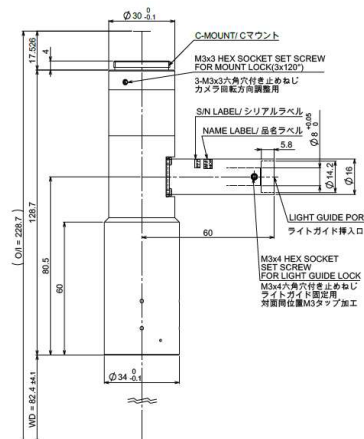 Ø30 0 -0.1
C-MOUNT/ Cマウント
17.526
4
M3x3 HEX SOCKET SET SCREW
FOR MOUNT LOCK(3x120°)
3-M3x3六角穴付き止めねじ
カメラ回転方向調整用
S/N LABEL/ シリアルラベル
NAME LABEL/ 品名ラベル
5.8
Ø8 +0.05 0
Ø14.2
Ø16
LIGHT GUIDE POR
ライトガイド挿入口
60
M3x4 HEX SOCKET
SET SCREW
FOR LIGHT GUIDE LOCK
M3x4六角穴付き止めねじ
ライトガイド固定用
対面同位置M3タップ加工
( O/I = 228.7 )
128.7
80.5
60
Ø34 0 -0.1
WD = 82.4 ±4.1